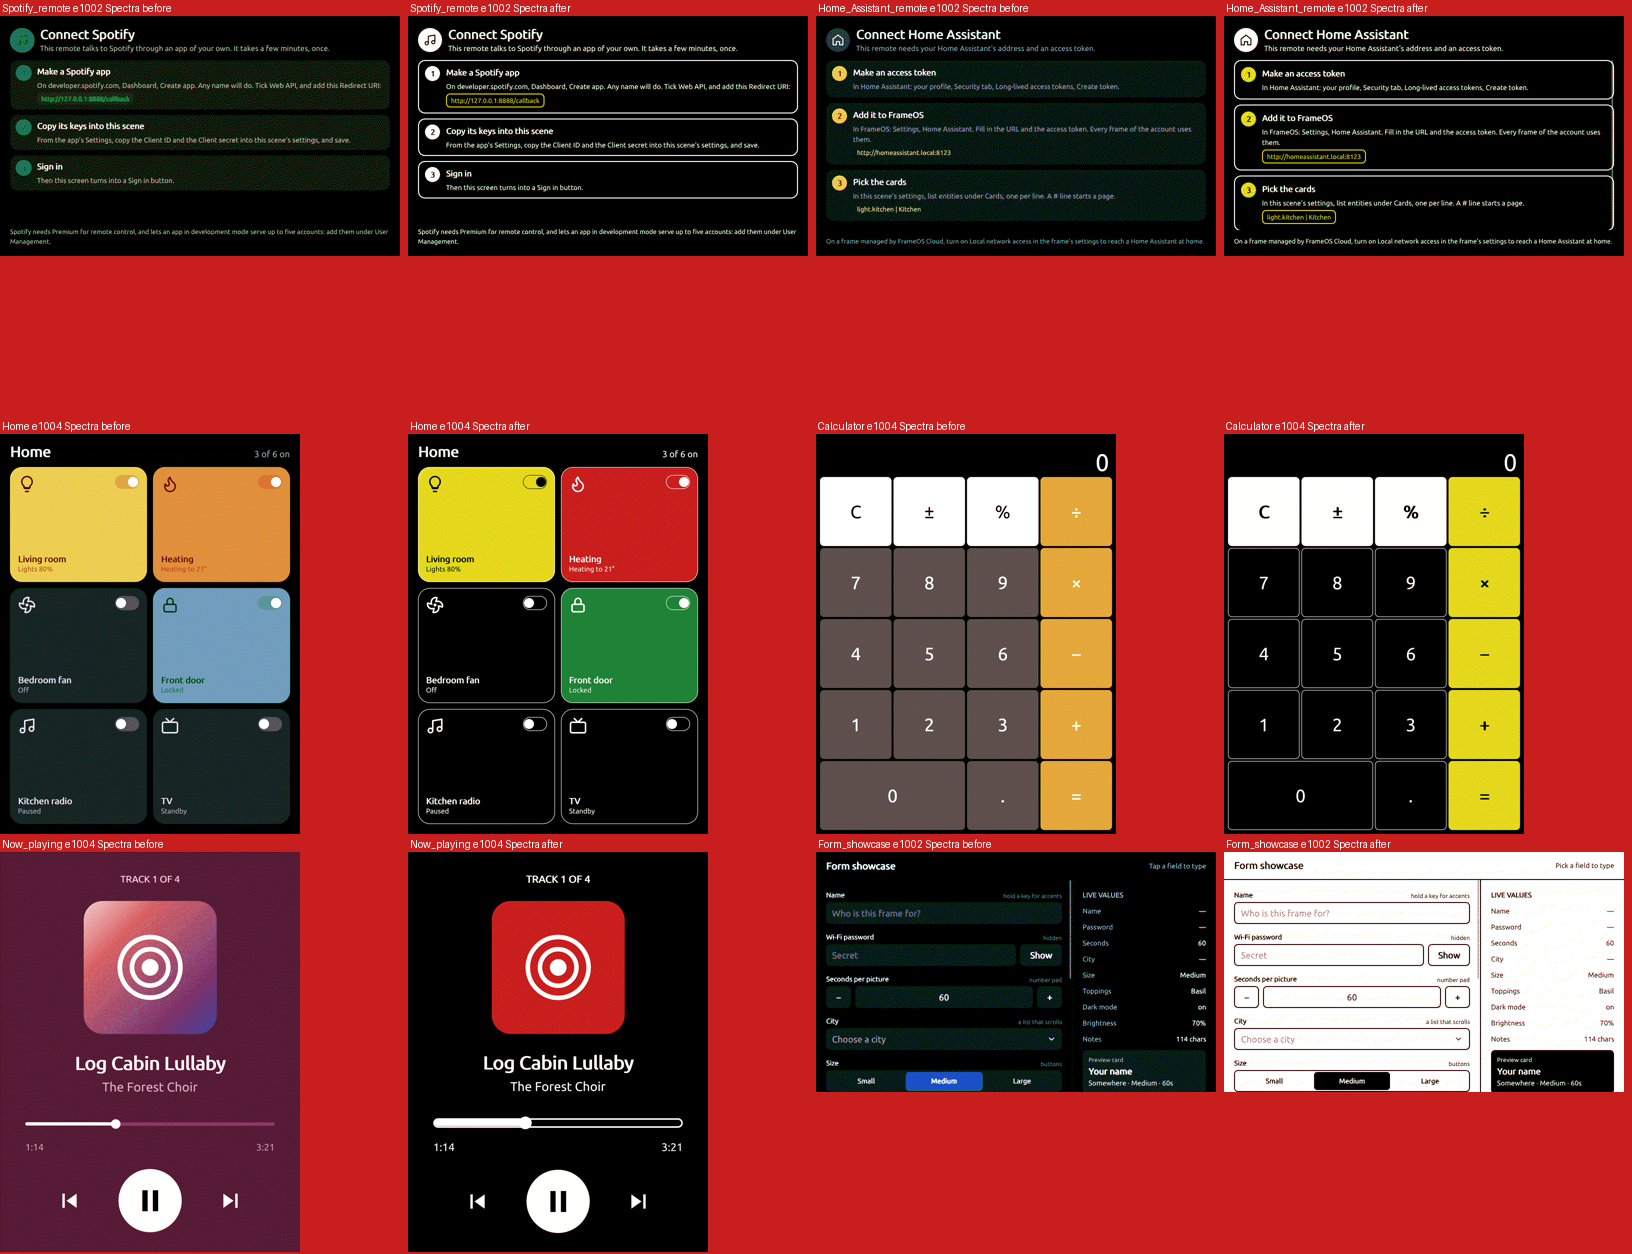 Spotify_remote e1002 Spectra before
Connect Spotify
This remote talks to Spotify through an app of your own. It takes a few minutes, once.
Make a Spotify app
On developer.spotify.com, Dashboard, Create app. Any name will do. Tick Web API, and add this Redirect URI:
http://127.0.0.1:8888/callback
Copy its keys into this scene
From the app's Settings, copy the Client ID and the Client secret into this scene's settings, and save.
Sign in
Then this screen turns into a Sign in button.
Spotify needs Premium for remote control, and lets an app in development mode serve up to five accounts: add them under User
Management.
Spotify_remote e1002 Spectra after
Connect Spotify
This remote talks to Spotify through an app of your own. It takes a few minutes, once.
1
Make a Spotify app
On developer.spotify.com, Dashboard, Create app. Any name will do. Tick Web API, and add this Redirect URI:
http://127.0.0.1:8888/callback
2
Copy its keys into this scene
From the app's Settings, copy the Client ID and the Client secret into this scene's settings, and save.
3
Sign in
Then this screen turns into a Sign in button.
Spotify needs Premium for remote control, and lets an app in development mode serve up to five accounts: add them under User
Management.
Home_Assistant_remote e1002 Spectra before
Connect Home Assistant
This remote needs your Home Assistant's address and an access token.
1
Make an access token
In Home Assistant: your profile, Security tab, Long-lived access tokens, Create token.
2
Add it to FrameOS
In FrameOS: Settings, Home Assistant. Fill in the URL and the access token. Every frame of the account uses
them.
http://homeassistant.local:8123
3
Pick the cards
In this scene's settings, list entities under Cards, one per line. A # line starts a page.
light.kitchen | Kitchen
On a frame managed by FrameOS Cloud, turn on Local network access in the frame's settings to reach a Home Assistant at home.
Home_Assistant_remote e1002 Spectra after
Connect Home Assistant
This remote needs your Home Assistant's address and an access token.
1
Make an access token
In Home Assistant: your profile, Security tab, Long-lived access tokens, Create token.
2
Add it to FrameOS
In FrameOS: Settings, Home Assistant. Fill in the URL and the access token. Every frame of the account uses
them.
http://homeassistant.local:8123
3
Pick the cards
In this scene's settings, list entities under Cards, one per line. A # line starts a page.
light.kitchen | Kitchen
On a frame managed by FrameOS Cloud, turn on Local network access in the frame's settings to reach a Home Assistant at home.
Home e1004 Spectra before
Home
3 of 6 on
Living room
Lights 80%
Heating
Heating to 21°
Bedroom fan
Off
Front door
Locked
Kitchen radio
Paused
TV
Standby
Home e1004 Spectra after
Home
3 of 6 on
Living room
Lights 80%
Heating
Heating to 21°
Bedroom fan
Off
Front door
Locked
Kitchen radio
Paused
TV
Standby
Calculator e1004 Spectra before
0
C ± % ÷
7 8 9 ×
4 5 6 −
1 2 3 +
0 . =
Calculator e1004 Spectra after
0
C ± % ÷
7 8 9 ×
4 5 6 −
1 2 3 +
0 . =
Now_playing e1004 Spectra before
TRACK 1 OF 4
Log Cabin Lullaby
The Forest Choir
1:14 3:21
Now_playing e1004 Spectra after
TRACK 1 OF 4
Log Cabin Lullaby
The Forest Choir
1:14 3:21
Form_showcase e1002 Spectra before
Form showcase
Tap a field to type
Name
hold a key for accents
Who is this frame for?
Wi-Fi password
hidden
Secret
Show
Seconds per picture
number pad
− 60 +
City
a list that scrolls
Choose a city
Size
buttons
Small Medium Large
LIVE VALUES
Name —
Password —
Seconds 60
City —
Size Medium
Toppings Basil
Dark mode on
Brightness 70%
Notes 114 chars
Preview card
Your name
Somewhere · Medium · 60s
Form_showcase e1002 Spectra after
Form showcase
Pick a field to type
Name
hold a key for accents
Who is this frame for?
Wi-Fi password
hidden
Secret
Show
Seconds per picture
number pad
− 60 +
City
a list that scrolls
Choose a city
Size
buttons
Small Medium Large
LIVE VALUES
Name —
Password —
Seconds 60
City —
Size Medium
Toppings Basil
Dark mode on
Brightness 70%
Notes 114 chars
Preview card
Your name
Somewhere · Medium · 60s